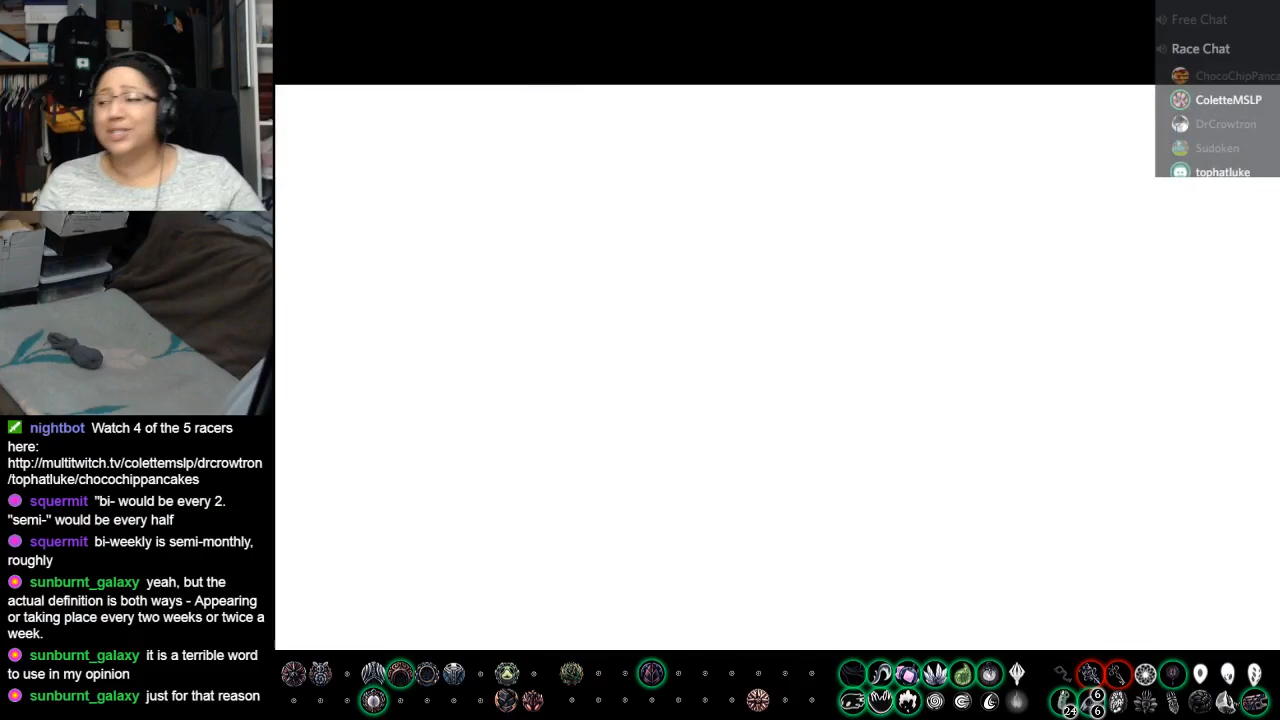 Free Chat
Race Chat
ChocoChipPanca
ColetteMSLP
DrCrowtron
Sudoken
tophatluke
nightbot Watch 4 of the 5 racers
here:
http://multitwitch.tv/colettemslp/drcrowtron
/tophatluke/chocochippancakes
squermit "bi- would be every 2.
"semi-" would be every half
squermit bi-weekly is semi-monthly,
roughly
sunburnt_galaxy yeah, but the
actual definition is both ways - Appearing
or taking place every two weeks or twice a
week.
sunburnt_galaxy it is a terrible word
to use in my opinion
sunburnt_galaxy just for that reason
6
24 6